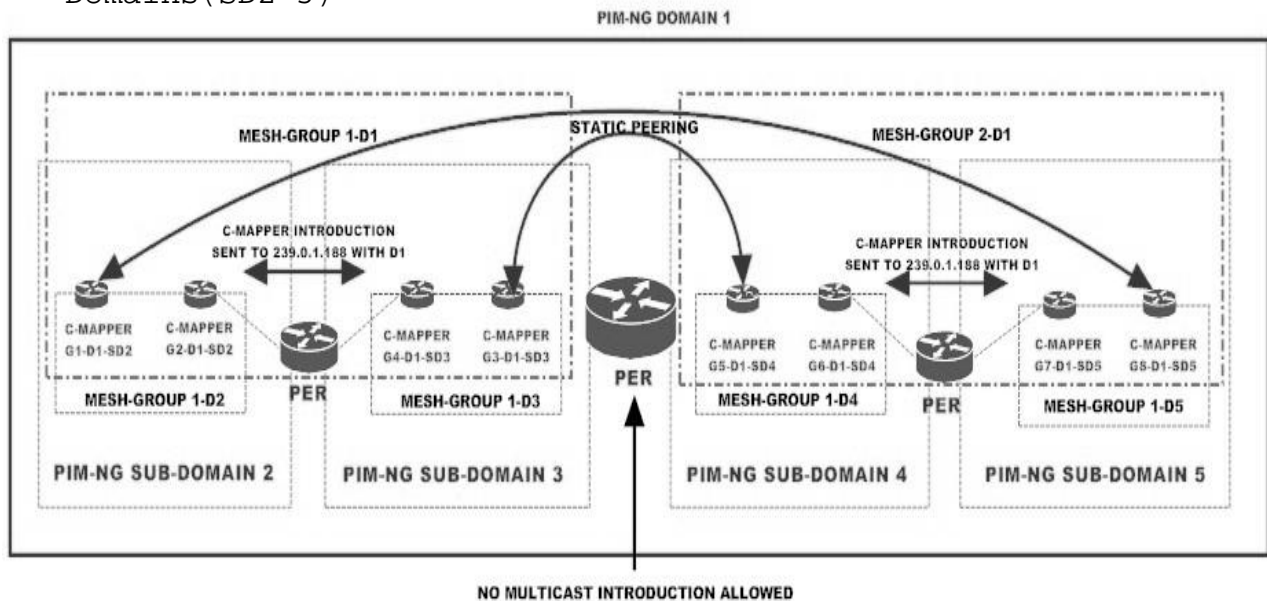 Domains(SD2-5)
PIM-NG DOMAIN 1
MESH-GROUP 1-D1
STATIC PEERING
MESH-GROUP 2-D1
C-MAPPER INTRODUCTION
SENT TO 239.0.1.188 WITH D1
C-MAPPER INTRODUCTION
SENT TO 239.0.1.188 WITH D1
C-MAPPER
G1-D1-SD2
C-MAPPER
G2-D1-SD2
C-MAPPER
G4-D1-SD3
C-MAPPER
G3-D1-SD3
C-MAPPER
G5-D1-SD4
C-MAPPER
G6-D1-SD4
C-MAPPER
G7-D1-SD5
C-MAPPER
G8-D1-SD5
PER
PER
PER
MESH-GROUP 1-D2
MESH-GROUP 1-D3
MESH-GROUP 1-D4
MESH-GROUP 1-D5
PIM-NG SUB-DOMAIN 2
PIM-NG SUB-DOMAIN 3
PIM-NG SUB-DOMAIN 4
PIM-NG SUB-DOMAIN 5
NO MULTICAST INTRODUCTION ALLOWED